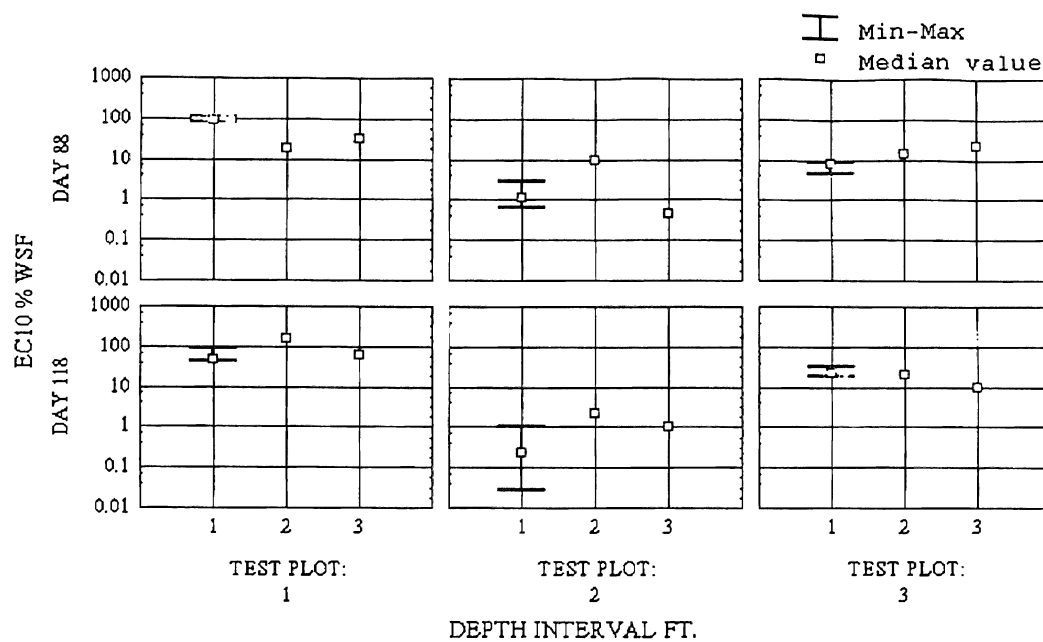 Min-Max
Median value
EC10 % WSF
DAY 88
1000
100
10
1
0.1
0.01
DAY 118
1000
100
10
1
0.1
0.01
1 2 3 1 2 3 1 2 3
TEST PLOT: TEST PLOT: TEST PLOT:
1 2 3
DEPTH INTERVAL FT.